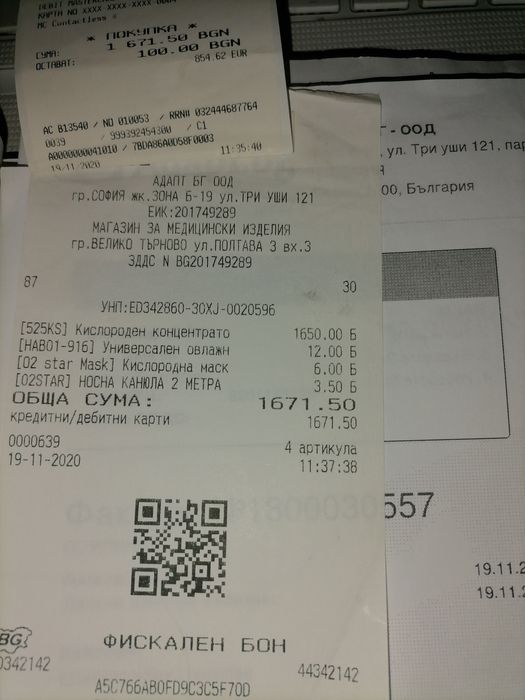 DEBIT MASTERCARD
КАРТА NO XXXX-XXXX-XXXX-
MC Contactless
* ПОКУПКА *
СУМА: 1 671.50 BGN
ОСТАВАТ: 100.00 BGN
854.62 EUR
AC B13540 / NO 010053 / RRN# 032444687764
0039 / 999392454300 / C1
A0000000041010 / 7BDA86A0D58F0003
19-11-2020 11:35:40
АДАПТ БГ ООД
гр.СОФИЯ жк.ЗОНА Б-19 ул.ТРИ УШИ 121
ЕИК:201749289
МАГАЗИН ЗА МЕДИЦИНСКИ ИЗДЕЛИЯ
гр.ВЕЛИКО ТЪРНОВО ул.ПОЛТАВА 3 вх.3
ЗДДС N BG201749289
87 30
УНП:ED342860-30XJ-0020596
[525KS] Кислороден концентрато 1650.00 Б
[HAB01-916] Универсален овлажн 12.00 Б
[O2 star Mask] Кислородна маск 6.00 Б
[O2STAR] НОСНА КАНЮЛА 2 МЕТРА 3.50 Б
ОБЩА СУМА: 1671.50
кредитни/дебитни карти 1671.50
0000639 4 артикула
19-11-2020 11:37:38
BG ФИСКАЛЕН БОН
0342142 44342142
A5C766AB0FD9C3C5F70D
Г - ООД
, ул. Три уши 121, пар
00, България
557
19.11.2
19.11.2